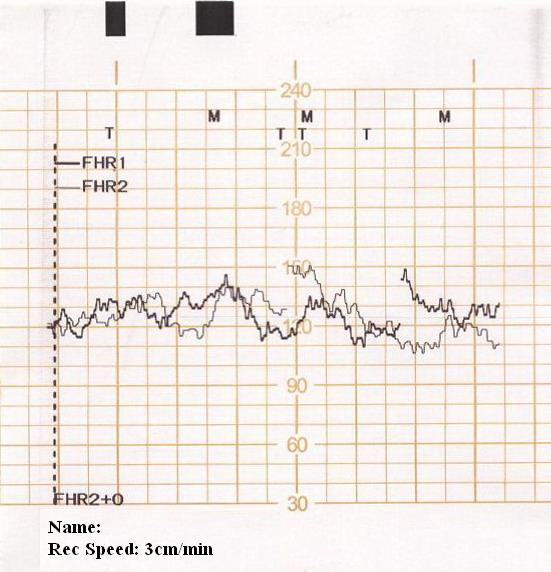 240
M M M
T T T T
210
FHR1
FHR2
180
150
120
90
60
FHR2+0 30
Name:
Rec Speed: 3cm/min